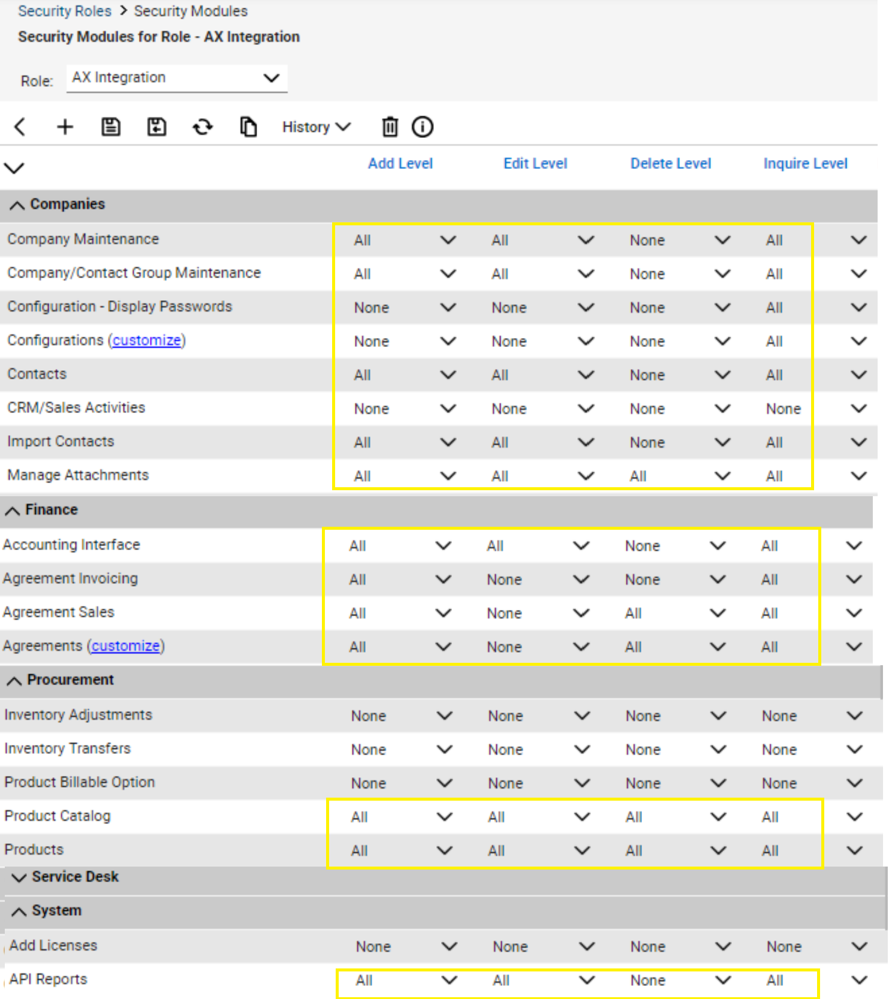 Security Roles > Security Modules
Security Modules for Role - AX Integration
Role: AX Integration
History
Add Level Edit Level Delete Level Inquire Level
Companies
Company Maintenance All All None All
Company/Contact Group Maintenance All All None All
Configuration - Display Passwords None None None All
Configurations (customize) None None None All
Contacts All All None All
CRM/Sales Activities None None None None
Import Contacts All All None All
Manage Attachments All All All All
Finance
Accounting Interface All All None All
Agreement Invoicing All None None All
Agreement Sales All None All All
Agreements (customize) All None All All
Procurement
Inventory Adjustments None None None None
Inventory Transfers None None None None
Product Billable Option None None None None
Product Catalog All All All All
Products All All All All
Service Desk
System
Add Licenses None None None None
API Reports All All None All